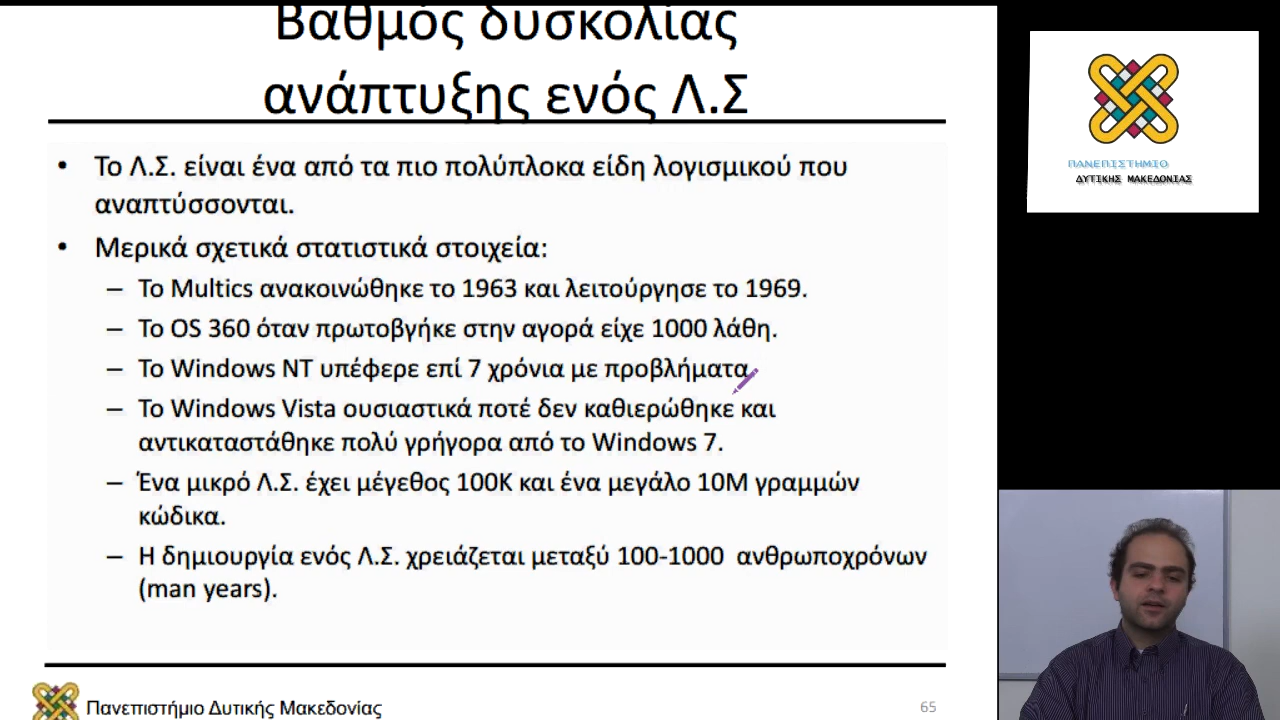 Βαθμός δυσκολίας
ανάπτυξης ενός Λ.Σ
• Το Λ.Σ. είναι ένα από τα πιο πολύπλοκα είδη λογισμικού που
αναπτύσσονται.
• Μερικά σχετικά στατιστικά στοιχεία:
– Το Multics ανακοινώθηκε το 1963 και λειτούργησε το 1969.
– Το OS 360 όταν πρωτοβγήκε στην αγορά είχε 1000 λάθη.
– Το Windows NT υπέφερε επί 7 χρόνια με προβλήματα
– Το Windows Vista ουσιαστικά ποτέ δεν καθιερώθηκε και
αντικαταστάθηκε πολύ γρήγορα από το Windows 7.
– Ένα μικρό Λ.Σ. έχει μέγεθος 100K και ένα μεγάλο 10M γραμμών
κώδικα.
– Η δημιουργία ενός Λ.Σ. χρειάζεται μεταξύ 100-1000 ανθρωποχρόνων
(man years).
Πανεπιστήμιο Δυτικής Μακεδονίας
65
ΠΑΝΕΠΙΣΤΗΜΙΟ
ΔΥΤΙΚΗΣ ΜΑΚΕΔΟΝΙΑΣ